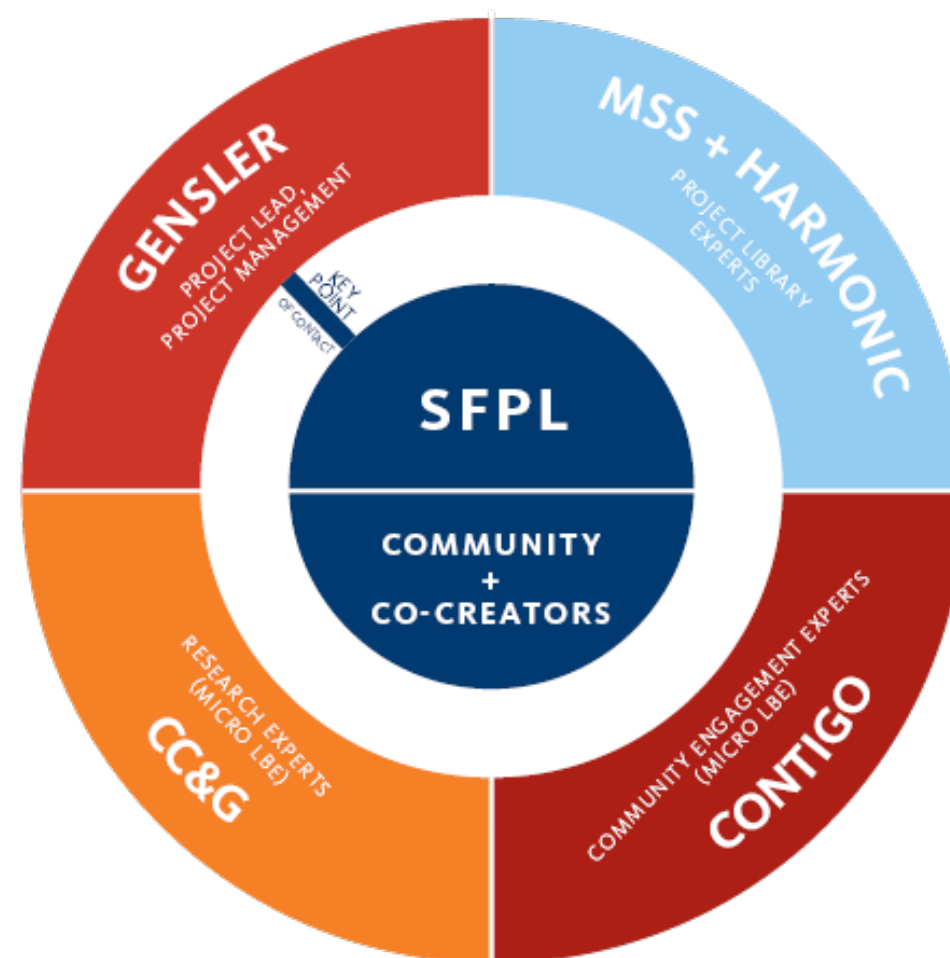 GENSLER
PROJECT LEAD,
PROJECT MANAGEMENT
MSS + HARMONIC
PROJECT LIBRARY
EXPERTS
KEY
POINT
OF CONTACT
SFPL
COMMUNITY
+
CO-CREATORS
RESEARCH EXPERTS
(MICRO LBE)
CC&G
COMMUNITY ENGAGEMENT EXPERTS
(MICRO LBE)
CONTIGO